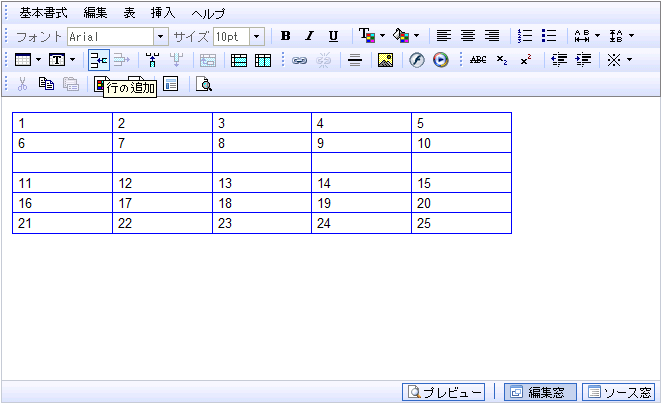 基本書式 編集 表 挿入 ヘルプ
フォント Arial サイズ 10pt B I U T A B A B
T ABC x₂ x² ※
行の追加
1 2 3 4 5
6 7 8 9 10
11 12 13 14 15
16 17 18 19 20
21 22 23 24 25
プレビュー 編集窓 ソース窓